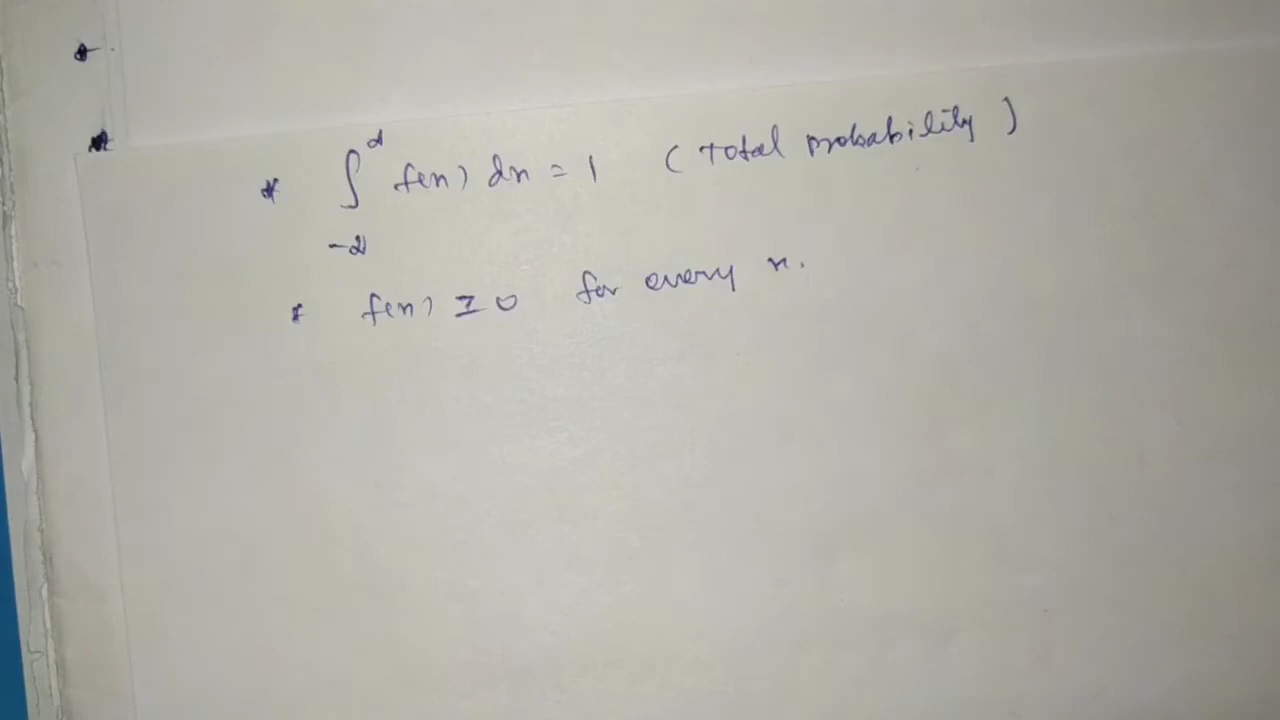 * ∫_{-∞}^{∞} f(x) dx = 1 (Total probability)
* f(x) ≥ 0 for every x.